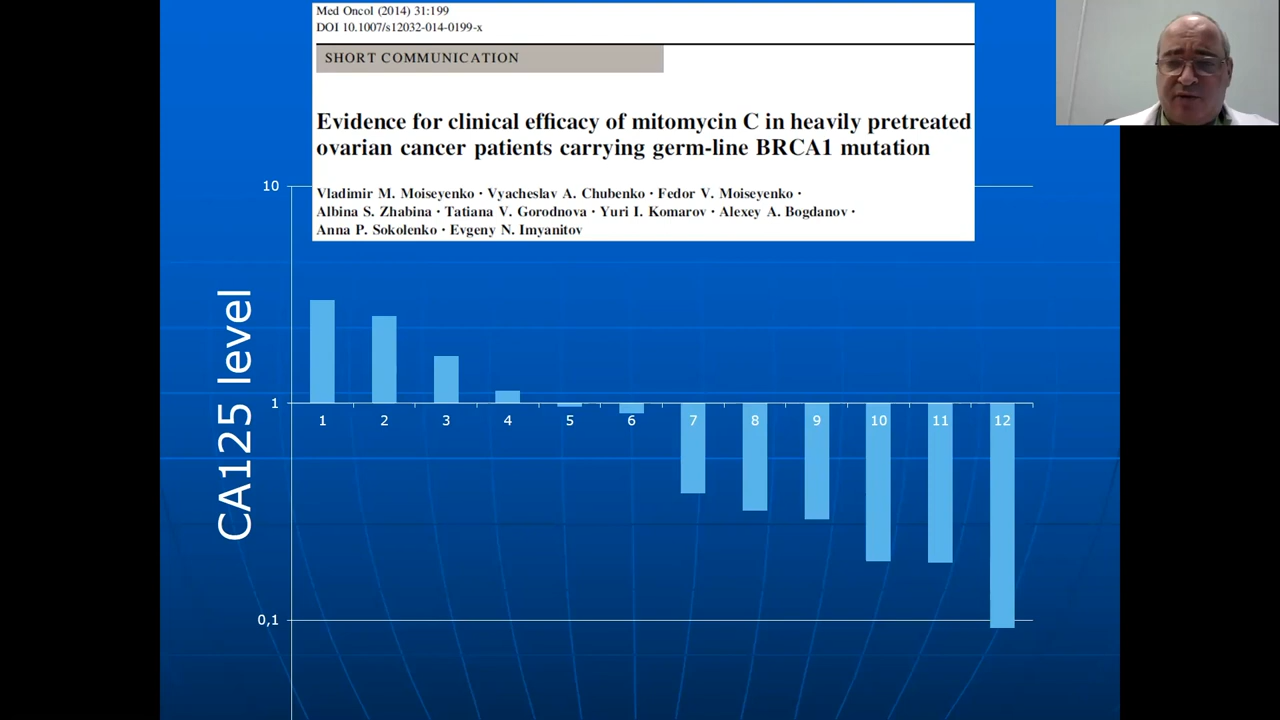 Med Oncol (2014) 31:199
DOI 10.1007/s12032-014-0199-x
SHORT COMMUNICATION
Evidence for clinical efficacy of mitomycin C in heavily pretreated
ovarian cancer patients carrying germ-line BRCA1 mutation
Vladimir M. Moiseyenko · Vyacheslav A. Chubenko · Fedor V. Moiseyenko ·
Albina S. Zhabina · Tatiana V. Gorodnova · Yuri I. Komarov · Alexey A. Bogdanov ·
Anna P. Sokolenko · Evgeny N. Imyanitov
CA125 level
10
1
0,1
1 2 3 4 5 6 7 8 9 10 11 12